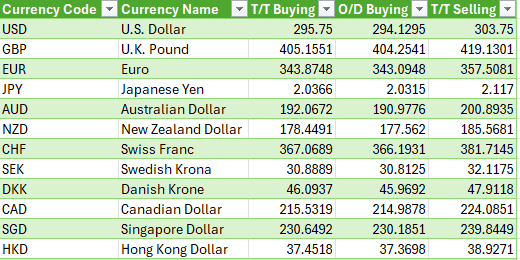 Currency Code Currency Name T/T Buying O/D Buying T/T Selling
USD U.S. Dollar 295.75 294.1295 303.75
GBP U.K. Pound 405.1551 404.2541 419.1301
EUR Euro 343.8748 343.0948 357.5081
JPY Japanese Yen 2.0366 2.0315 2.117
AUD Australian Dollar 192.0672 190.9776 200.8935
NZD New Zealand Dollar 178.4491 177.562 185.5681
CHF Swiss Franc 367.0689 366.1931 381.7145
SEK Swedish Krona 30.8889 30.8125 32.1175
DKK Danish Krone 46.0937 45.9692 47.9118
CAD Canadian Dollar 215.5319 214.9878 224.0851
SGD Singapore Dollar 230.6492 230.1851 239.8449
HKD Hong Kong Dollar 37.4518 37.3698 38.9271